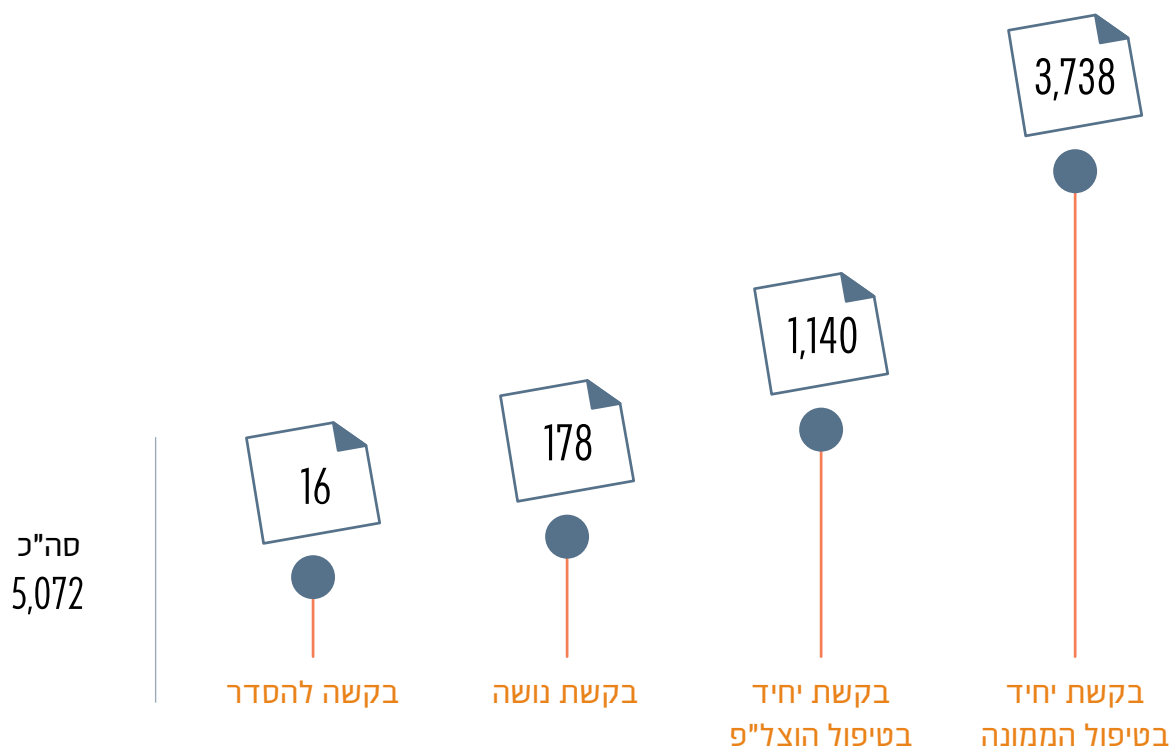 3,738
בקשת יחיד
בטיפול הממונה
1,140
בקשת יחיד
בטיפול הוצל"פ
178
בקשת נושה
16
בקשה להסדר
סה"כ
5,072